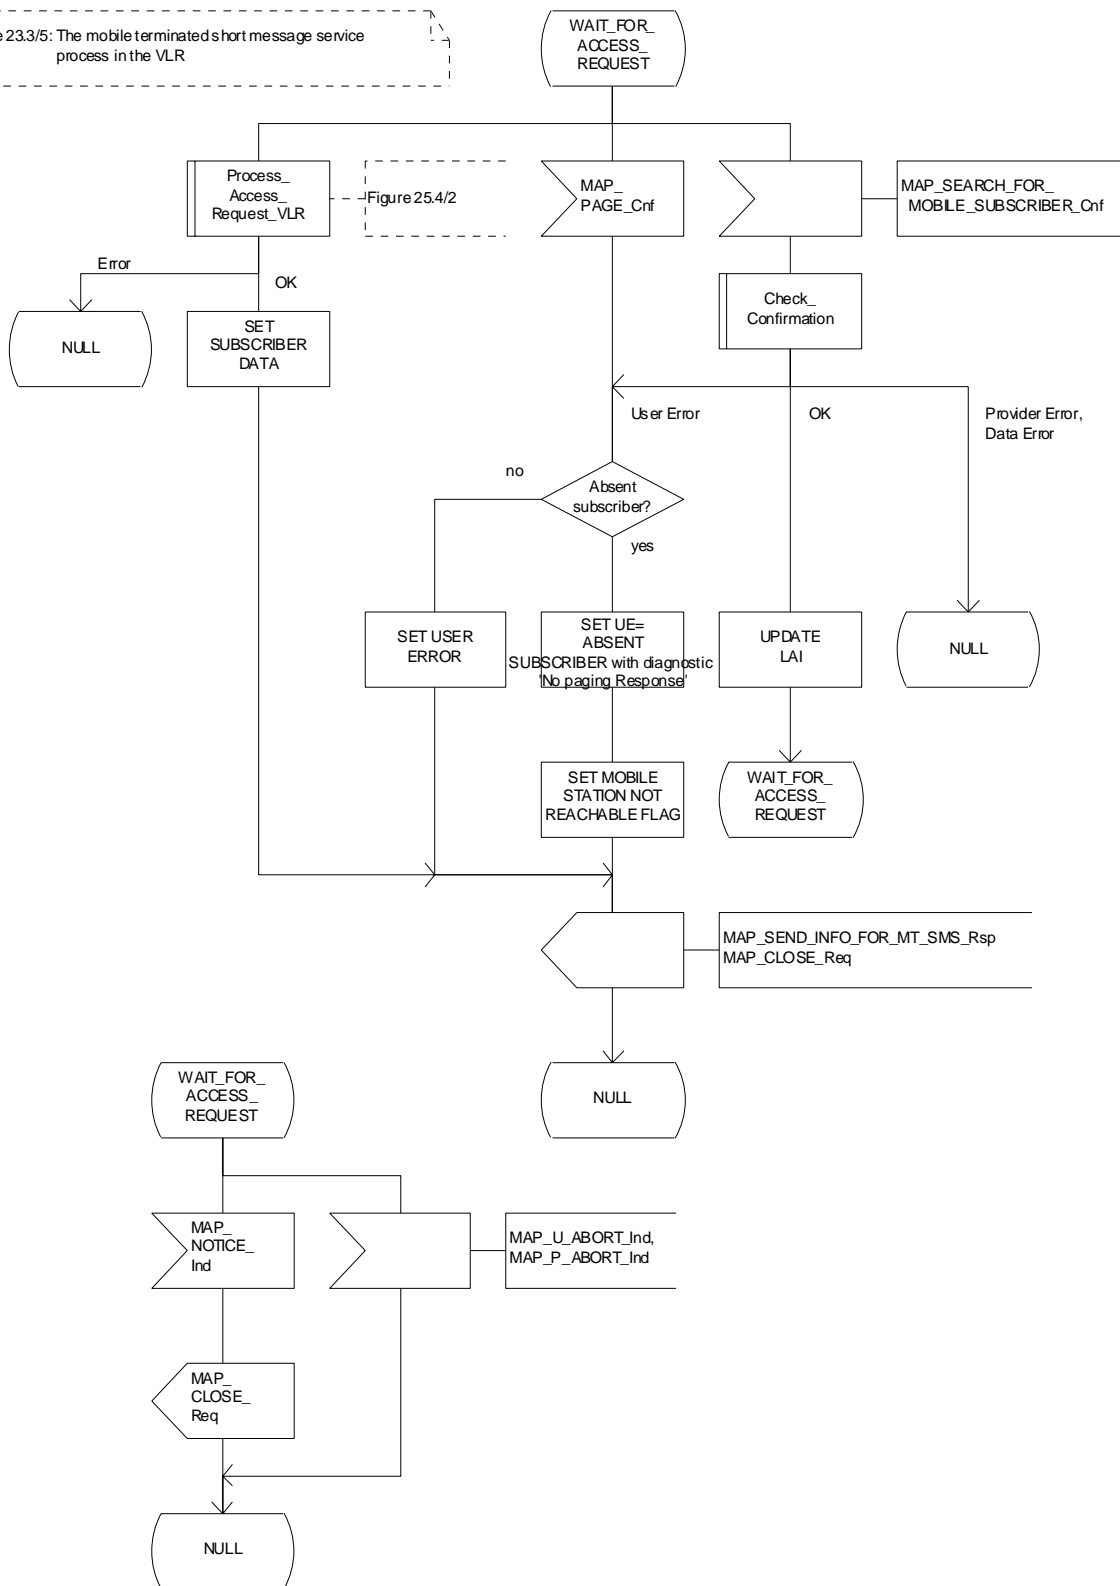 e 23.3/5: The mobile terminated short message service
process in the VLR
WAIT_FOR_
ACCESS_
REQUEST
Process_
Access_
Request_VLR
Figure 25.4/2
MAP_
PAGE_Cnf
MAP_SEARCH_FOR_
MOBILE_SUBSCRIBER_Cnf
Error
OK
Check_
Confirmation
NULL
SET
SUBSCRIBER
DATA
User Error
OK
Provider Error,
Data Error
no
Absent
subscriber?
yes
SET USER
ERROR
SET UE=
ABSENT
SUBSCRIBER with diagnostic
'No paging Response'
UPDATE
LAI
NULL
SET MOBILE
STATION NOT
REACHABLE FLAG
WAIT_FOR_
ACCESS_
REQUEST
MAP_SEND_INFO_FOR_MT_SMS_Rsp
MAP_CLOSE_Req
NULL
WAIT_FOR_
ACCESS_
REQUEST
MAP_
NOTICE_
Ind
MAP_U_ABORT_Ind,
MAP_P_ABORT_Ind
MAP_
CLOSE_
Req
NULL